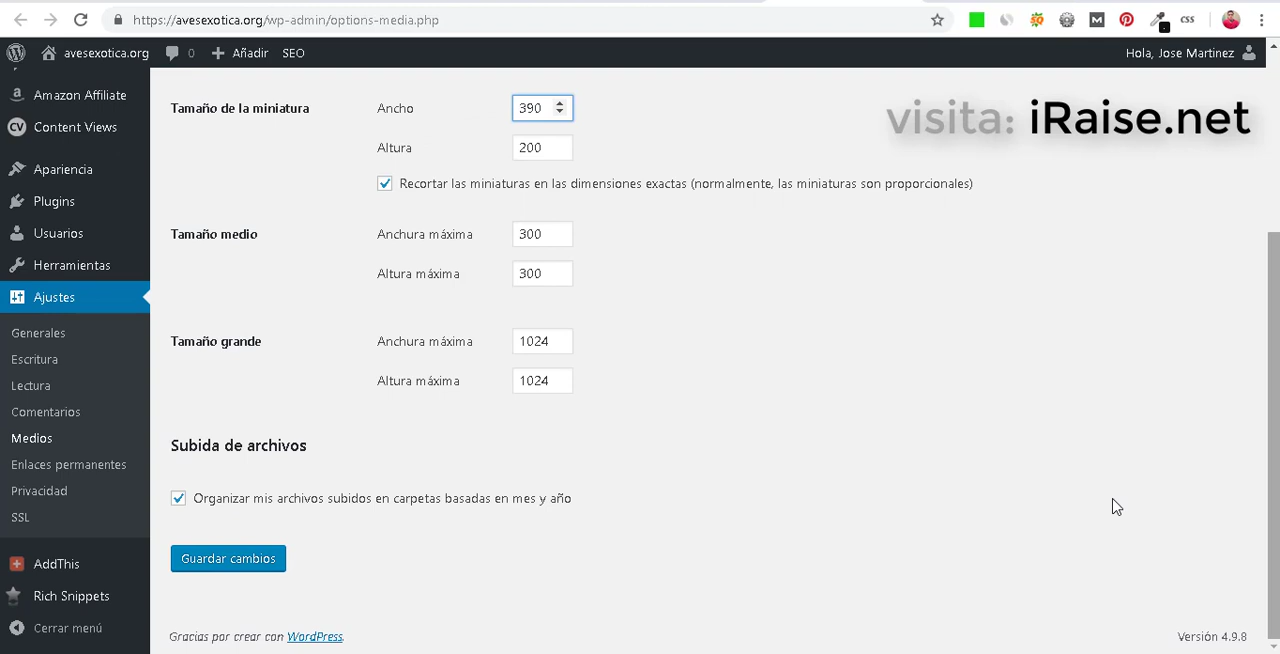 https://avesexotica.org/wp-admin/options-media.php
CSS
avesexotica.org 0 Añadir SEO Hola, Jose Martinez
visita: iRaise.net
Amazon Affiliate
CV Content Views
Apariencia
Plugins
Usuarios
Herramientas
Ajustes
Generales
Escritura
Lectura
Comentarios
Medios
Enlaces permanentes
Privacidad
SSL
AddThis
Rich Snippets
Cerrar menú
Tamaño de la miniatura Ancho 390
Altura 200
Recortar las miniaturas en las dimensiones exactas (normalmente, las miniaturas son proporcionales)
Tamaño medio Anchura máxima 300
Altura máxima 300
Tamaño grande Anchura máxima 1024
Altura máxima 1024
Subida de archivos
Organizar mis archivos subidos en carpetas basadas en mes y año
Guardar cambios
Gracias por crear con WordPress. Versión 4.9.8